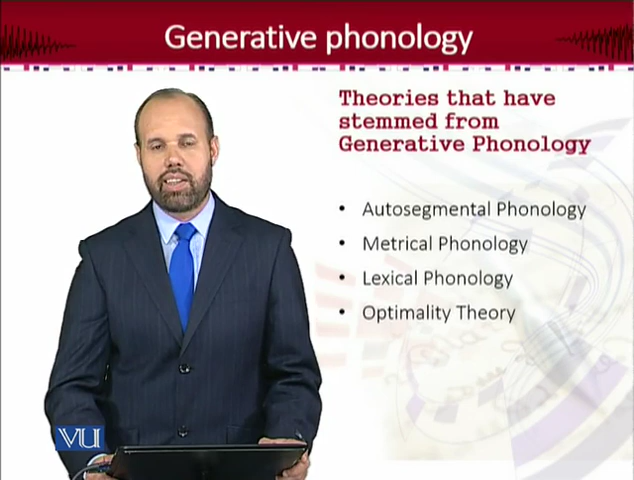 Generative phonology
Theories that have
stemmed from
Generative Phonology
• Autosegmental Phonology
• Metrical Phonology
• Lexical Phonology
• Optimality Theory
VU